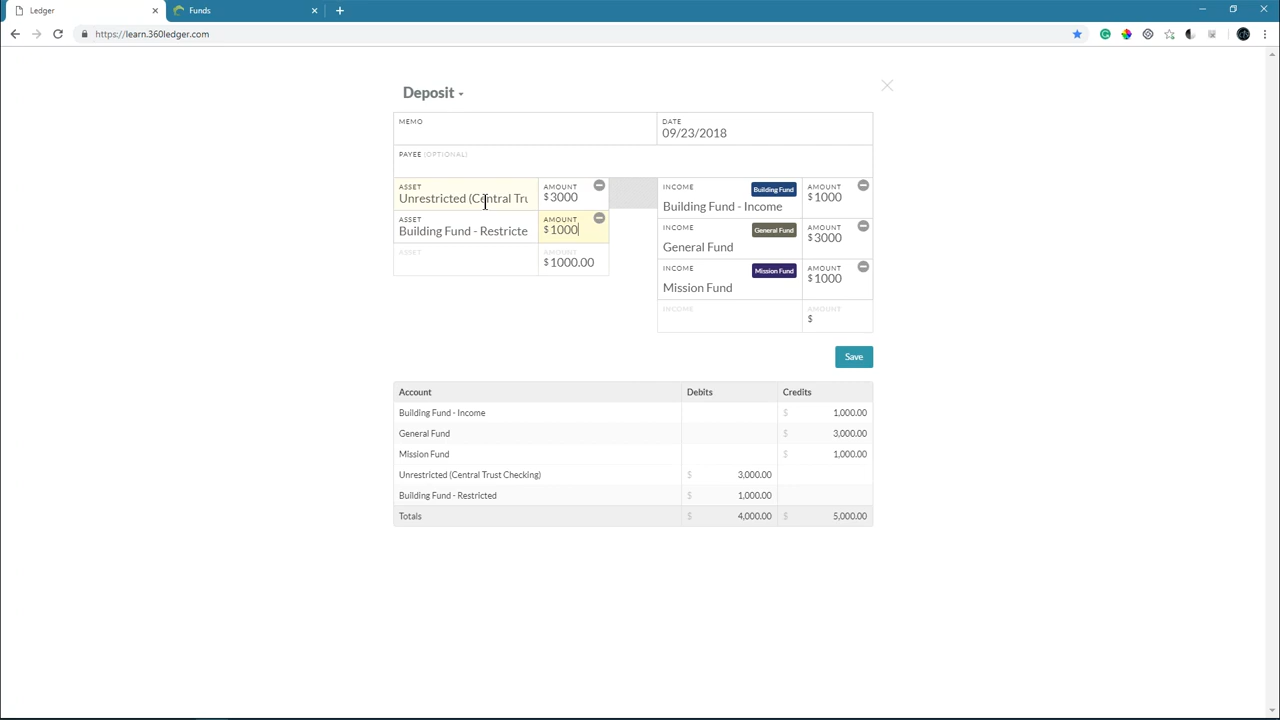 Ledger
Funds
https://learn.360ledger.com
Deposit
MEMO
DATE
09/23/2018
PAYEE (OPTIONAL)
ASSET
Unrestricted (Central Tru
AMOUNT
$3000
INCOME
Building Fund
Building Fund - Income
AMOUNT
$1000
ASSET
Building Fund - Restricte
AMOUNT
$1000
INCOME
General Fund
General Fund
AMOUNT
$3000
ASSET
AMOUNT
$1000.00
INCOME
Mission Fund
Mission Fund
AMOUNT
$1000
INCOME
AMOUNT
$
Save
Account Debits Credits
Building Fund - Income $ 1,000.00
General Fund $ 3,000.00
Mission Fund $ 1,000.00
Unrestricted (Central Trust Checking) $ 3,000.00
Building Fund - Restricted $ 1,000.00
Totals $ 4,000.00 $ 5,000.00